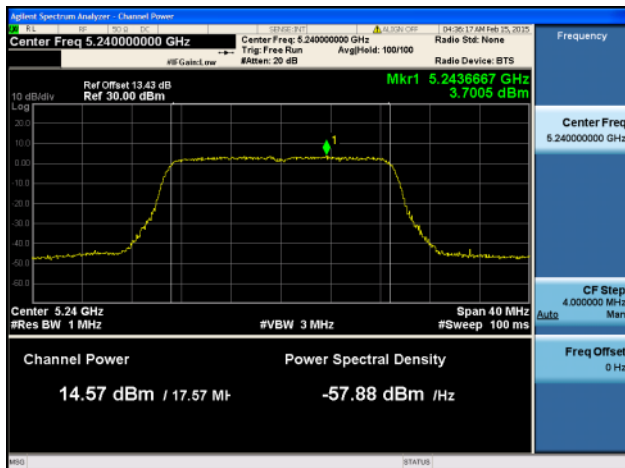 Agilent Spectrum Analyzer - Channel Power
RL RF 50 Ω DC SENSE:INT ALIGN OFF 04:36:17 AM Feb 15, 2015
Center Freq 5.240000000 GHz Center Freq: 5.240000000 GHz Radio Std: None
Trig: Free Run Avg|Hold: 100/100
#IFGain:Low #Atten: 20 dB Radio Device: BTS
Mkr1 5.2436667 GHz
3.7005 dBm
Ref Offset 13.43 dB
10 dB/div Ref 30.00 dBm
Log
20.0
10.0
1
0.00
-10.0
-20.0
-30.0
-40.0
-50.0
-60.0
Center 5.24 GHz Span 40 MHz
#Res BW 1 MHz #VBW 3 MHz #Sweep 100 ms
Channel Power Power Spectral Density
14.57 dBm / 17.57 MH -57.88 dBm /Hz
Frequency
Center Freq
5.240000000 GHz
CF Step
4.000000 MHz
Auto Man
Freq Offset
0 Hz
MSG STATUS